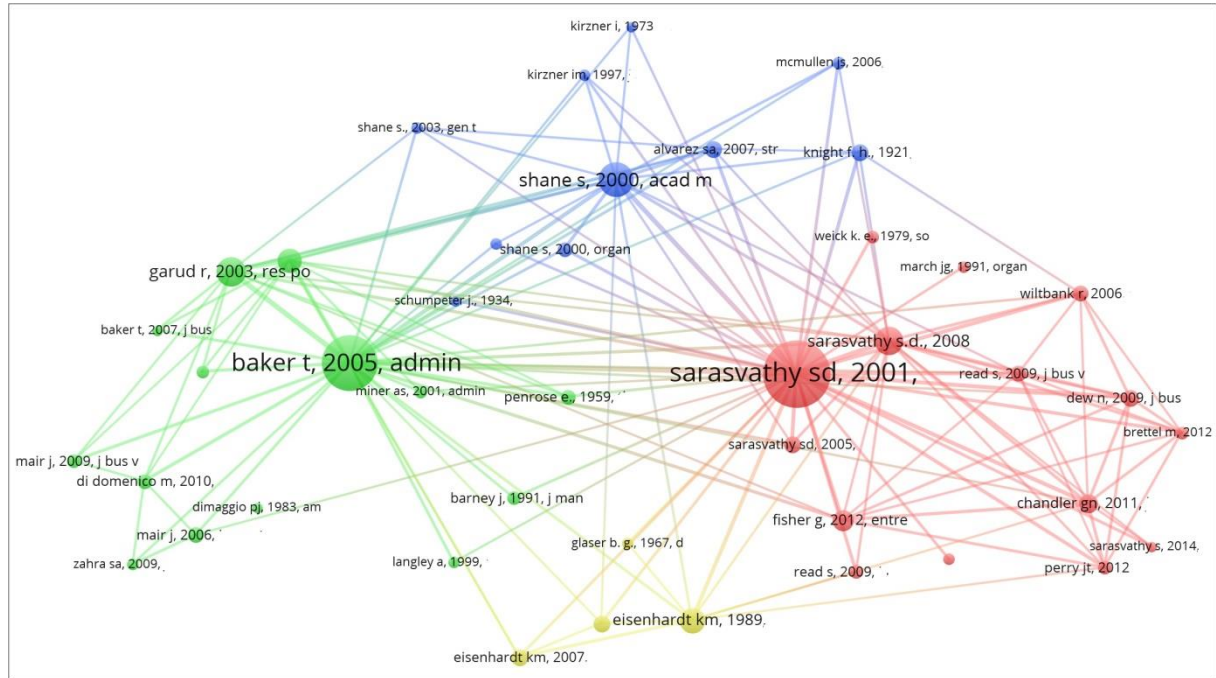 kirzner i, 1973
mcmullen js, 2006,
kirzner im, 1997,
shane s., 2003, gen t
alvarez sa, 2007, str
knight f. h., 1921,
shane s, 2000, acad m
weick k. e., 1979, so
shane s, 2000, organ
march jg, 1991, organ
garud r, 2003, res po
wiltbank r, 2006
schumpeter j., 1934,
baker t, 2007, j bus
sarasvathy s.d., 2008
baker t, 2005, admin
sarasvathy sd, 2001,
read s, 2009, j bus v
miner as, 2001, admin
penrose e., 1959,
dew n, 2009, j bus
brettel m, 2012
sarasvathy sd, 2005,
mair j, 2009, j bus v
di domenico m, 2010,
barney j, 1991, j man
chandler gn, 2011,
dimaggio pj, 1983, am
fisher g, 2012, entre
mair j, 2006,
glaser b. g., 1967, d
sarasvathy s, 2014,
zahra sa, 2009,
langley a, 1999,
read s, 2009,
perry jt, 2012
eisenhardt km, 1989.
eisenhardt km, 2007.